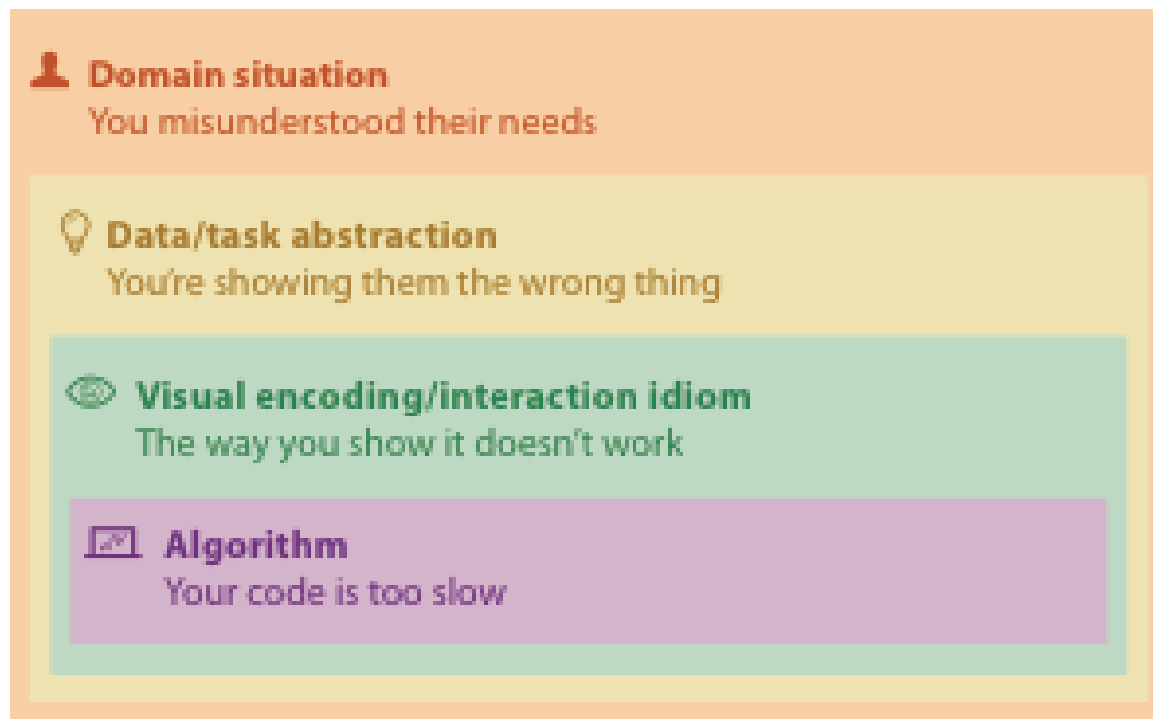 Domain situation
You misunderstood their needs
Data/task abstraction
You're showing them the wrong thing
Visual encoding/interaction idiom
The way you show it doesn't work
Algorithm
Your code is too slow